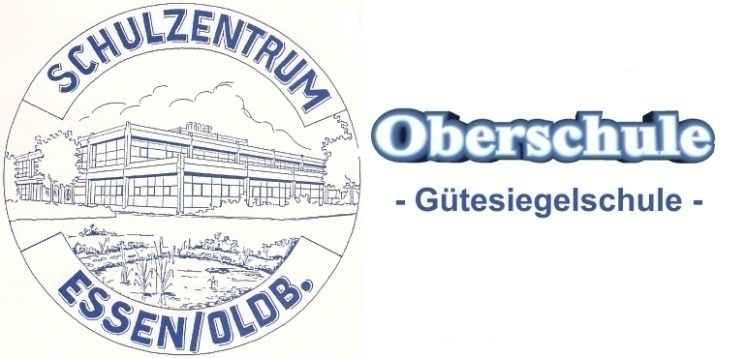 SCHULZENTRUM
ESSEN/OLDB.
Oberschule
- Gütesiegelschule -